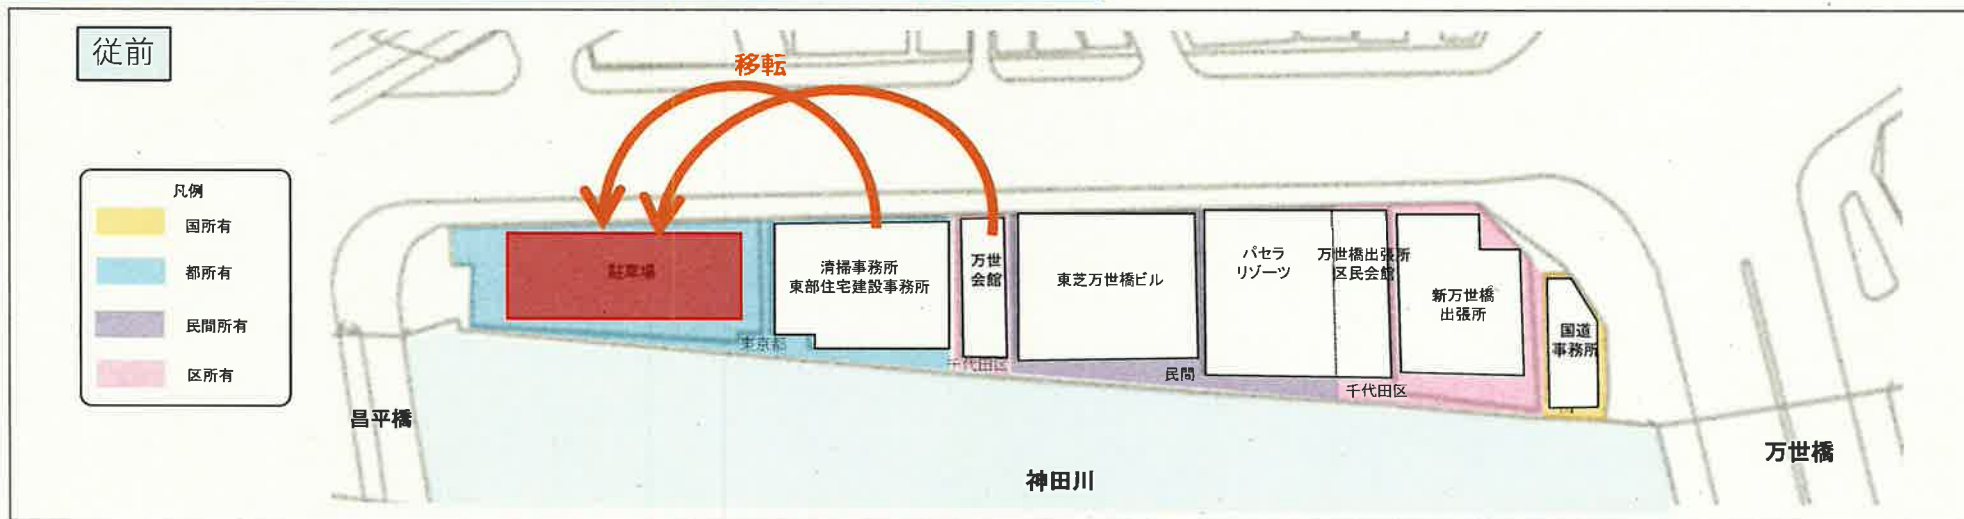 従前
移転
凡例
国所有
都所有
民間所有
区所有
駐車場
清掃事務所
東部住宅建設事務所
万世
会館
東芝万世橋ビル
パセラ
リゾーツ
万世橋出張所
区民会館
新万世橋
出張所
国道
事務所
東京都
千代田区
民間
千代田区
昌平橋
神田川
万世橋